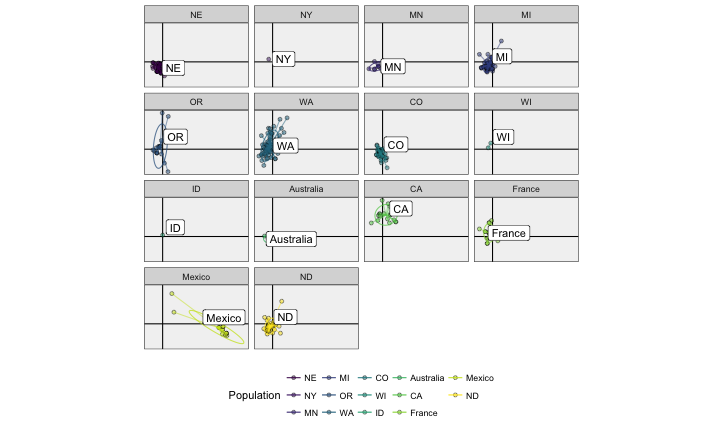 NE NY MN MI
NE NY MN MI
OR WA CO WI
OR WA CO WI
ID Australia CA France
ID Australia CA France
Mexico ND
Mexico ND
NE MI CO Australia Mexico
Population NY OR WI CA ND
MN WA ID France